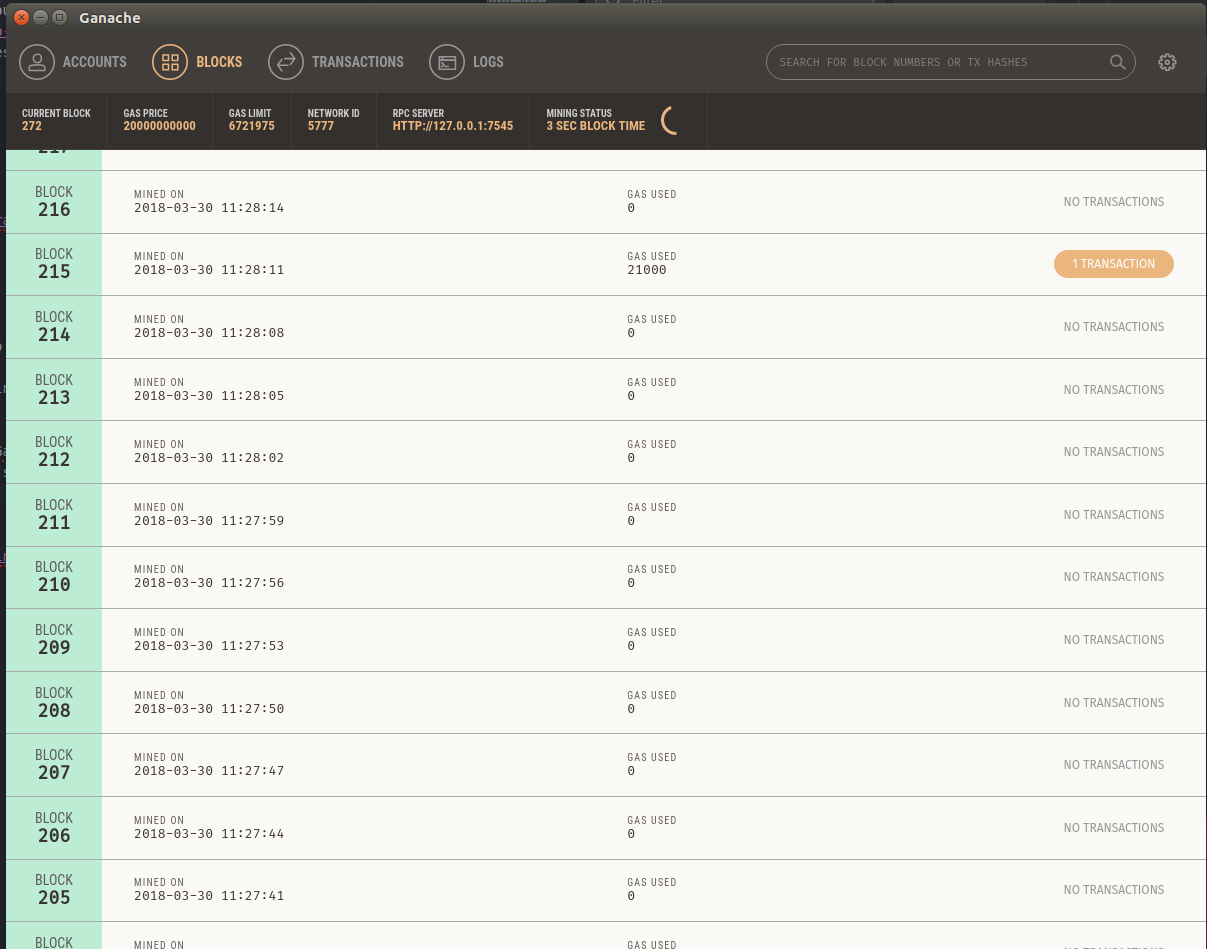 Ganache
ACCOUNTS BLOCKS TRANSACTIONS LOGS SEARCH FOR BLOCK NUMBERS OR TX HASHES
CURRENT BLOCK GAS PRICE GAS LIMIT NETWORK ID RPC SERVER MINING STATUS
272 20000000000 6721975 5777 HTTP://127.0.0.1:7545 3 SEC BLOCK TIME
217
BLOCK MINED ON GAS USED
216 2018-03-30 11:28:14 0 NO TRANSACTIONS
BLOCK MINED ON GAS USED
215 2018-03-30 11:28:11 21000 1 TRANSACTION
BLOCK MINED ON GAS USED
214 2018-03-30 11:28:08 0 NO TRANSACTIONS
BLOCK MINED ON GAS USED
213 2018-03-30 11:28:05 0 NO TRANSACTIONS
BLOCK MINED ON GAS USED
212 2018-03-30 11:28:02 0 NO TRANSACTIONS
BLOCK MINED ON GAS USED
211 2018-03-30 11:27:59 0 NO TRANSACTIONS
BLOCK MINED ON GAS USED
210 2018-03-30 11:27:56 0 NO TRANSACTIONS
BLOCK MINED ON GAS USED
209 2018-03-30 11:27:53 0 NO TRANSACTIONS
BLOCK MINED ON GAS USED
208 2018-03-30 11:27:50 0 NO TRANSACTIONS
BLOCK MINED ON GAS USED
207 2018-03-30 11:27:47 0 NO TRANSACTIONS
BLOCK MINED ON GAS USED
206 2018-03-30 11:27:44 0 NO TRANSACTIONS
BLOCK MINED ON GAS USED
205 2018-03-30 11:27:41 0 NO TRANSACTIONS
BLOCK MINED ON GAS USED